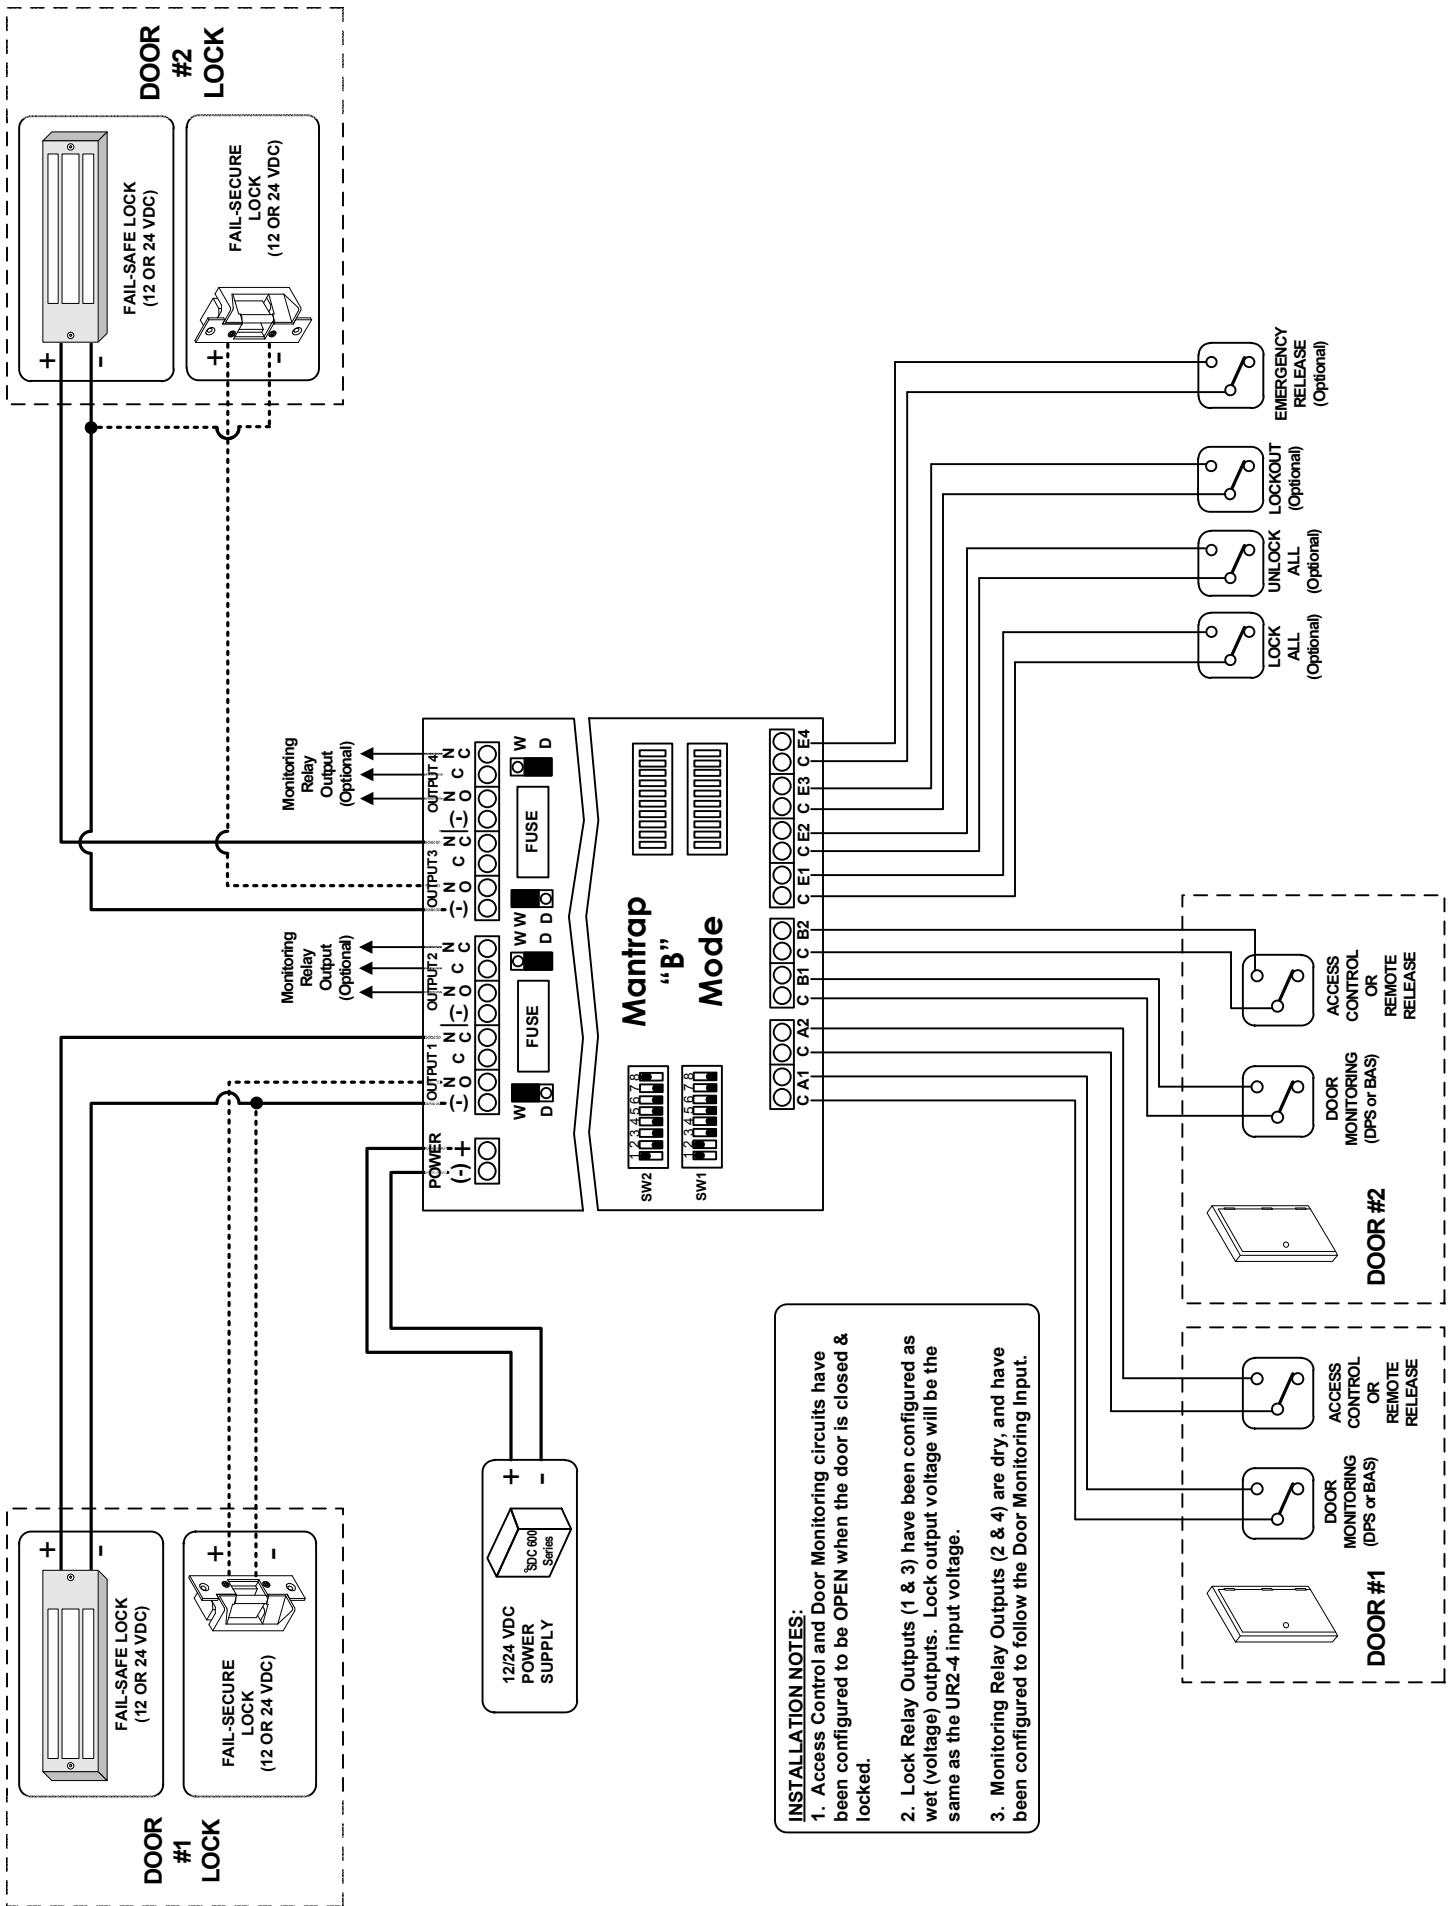 DOOR
#1
LOCK
FAIL-SAFE LOCK
(12 OR 24 VDC)
+
-
FAIL-SECURE
LOCK
(12 OR 24 VDC)
+
-
DOOR
#2
LOCK
FAIL-SAFE LOCK
(12 OR 24 VDC)
+
-
FAIL-SECURE
LOCK
(12 OR 24 VDC)
+
-
12/24 VDC
POWER
SUPPLY
SDC 600
Series
+
-
Monitoring
Relay
Output
(Optional)
Monitoring
Relay
Output
(Optional)
POWER OUTPUT 1 OUTPUT 2 OUTPUT 3 OUTPUT 4
(-) + (-) NO C NC (-) NO C NC (-) NO C NC (-) NO C NC
W D FUSE W D W D FUSE W D
SW2
1 2 3 4 5 6 7 8
SW1
1 2 3 4 5 6 7 8
Mantrap
“B”
Mode
C A1 C A2 C B1 C B2 C E1 C E2 C E3 C E4
INSTALLATION NOTES:
1. Access Control and Door Monitoring circuits have
been configured to be OPEN when the door is closed &
locked.
2. Lock Relay Outputs (1 & 3) have been configured as
wet (voltage) outputs. Lock output voltage will be the
same as the UR2-4 input voltage.
3. Monitoring Relay Outputs (2 & 4) are dry, and have
been configured to follow the Door Monitoring Input.
LOCK
ALL
(Optional)
UNLOCK
ALL
(Optional)
LOCKOUT
(Optional)
EMERGENCY
RELEASE
(Optional)
DOOR #1
DOOR
MONITORING
(DPS or BAS)
ACCESS
CONTROL
OR
REMOTE
RELEASE
DOOR #2
DOOR
MONITORING
(DPS or BAS)
ACCESS
CONTROL
OR
REMOTE
RELEASE